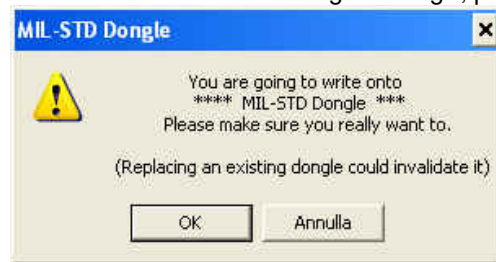 MIL-STD Dongle
You are going to write onto
**** MIL-STD Dongle ***
Please make sure you really want to.
(Replacing an existing dongle could invalidate it)
OK
Annulla